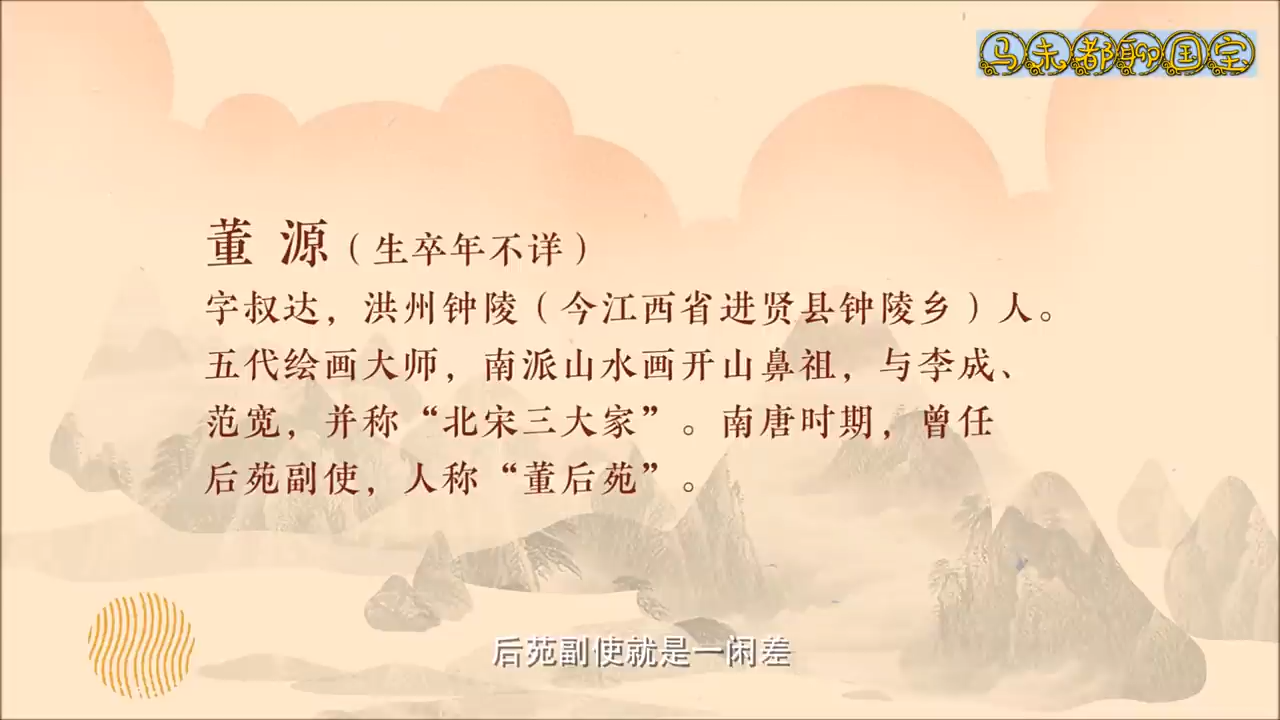 马未都聊国宝
董源（生卒年不详）
字叔达，洪州钟陵（今江西省进贤县钟陵乡）人。
五代绘画大师，南派山水画开山鼻祖，与李成、
范宽，并称“北宋三大家”。南唐时期，曾任
后苑副使，人称“董后苑”。
后苑副使就是一闲差